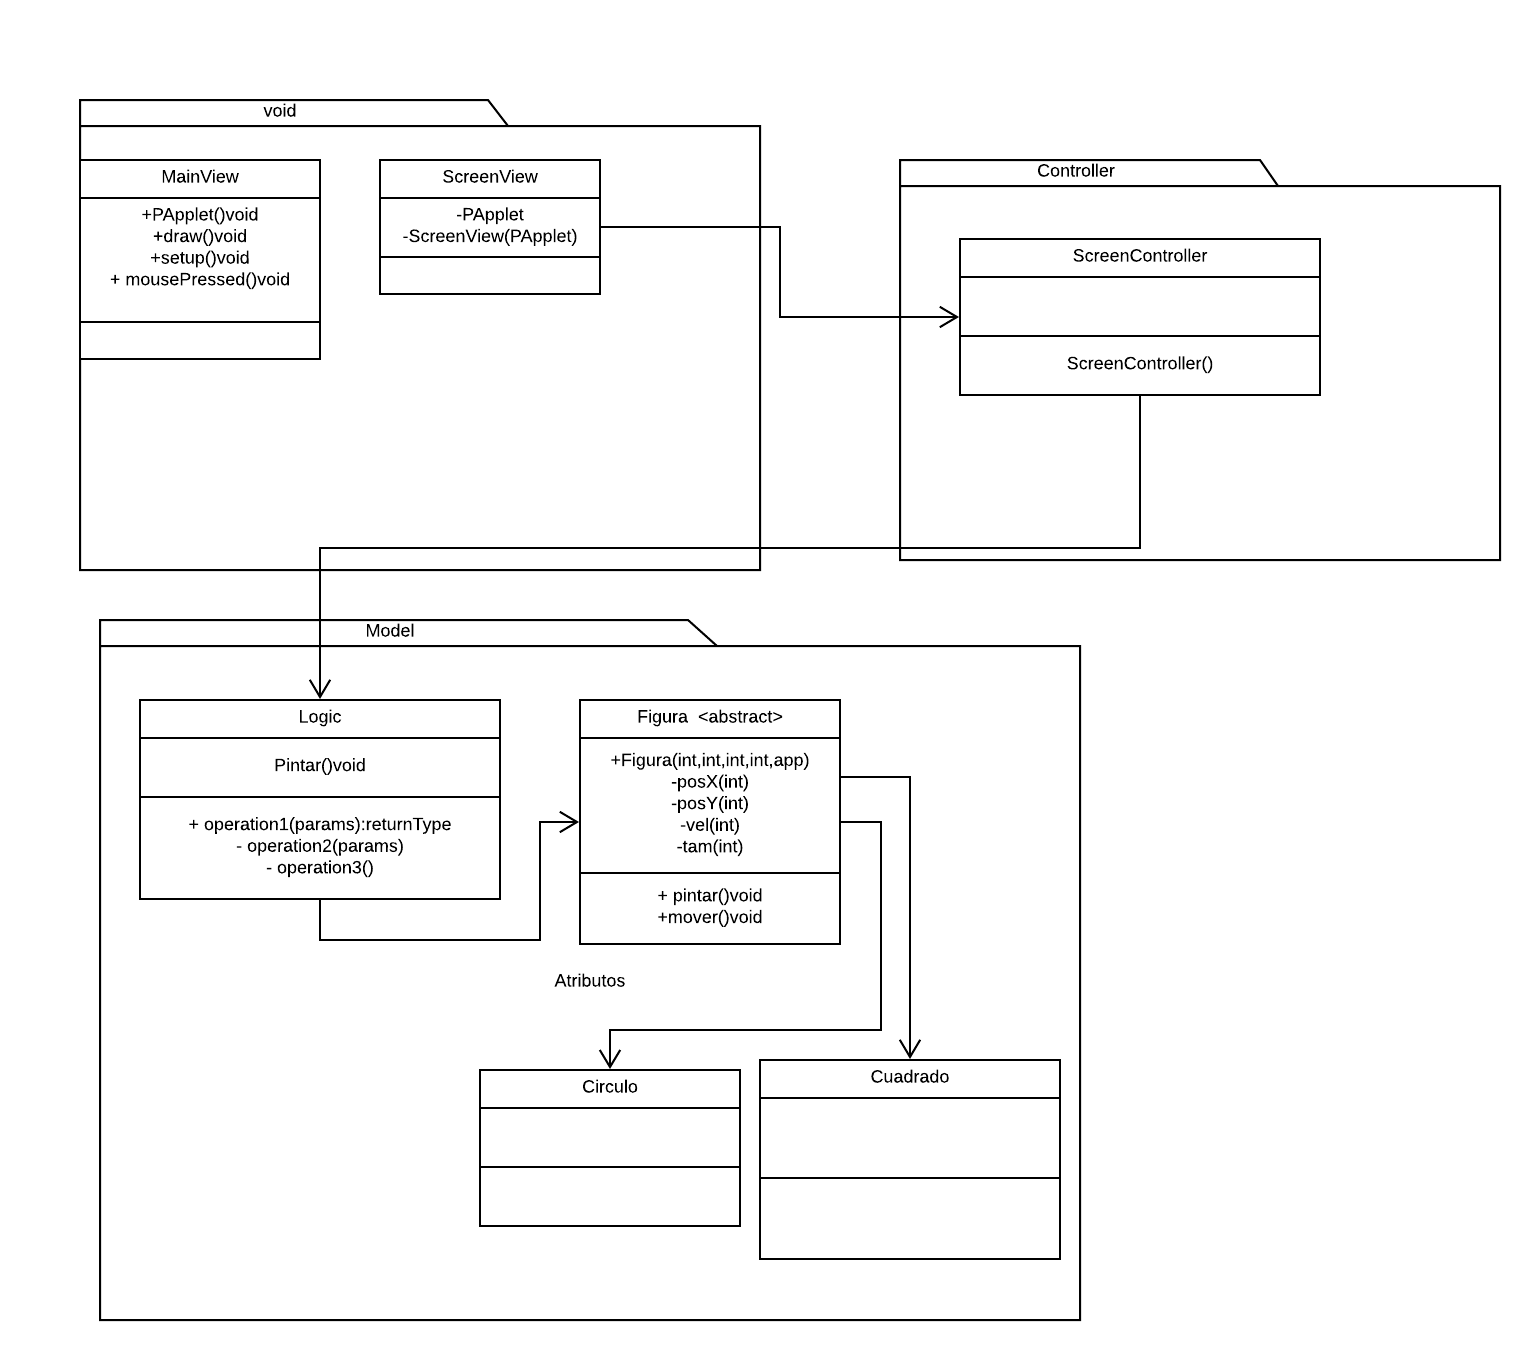 void
MainView
+PApplet()void
+draw()void
+setup()void
+ mousePressed()void
ScreenView
-PApplet
-ScreenView(PApplet)
Controller
ScreenController
ScreenController()
Model
Logic
Pintar()void
+ operation1(params):returnType
- operation2(params)
- operation3()
Figura  <abstract>
+Figura(int,int,int,int,app)
-posX(int)
-posY(int)
-vel(int)
-tam(int)
+ pintar()void
+mover()void
Atributos
Circulo
Cuadrado